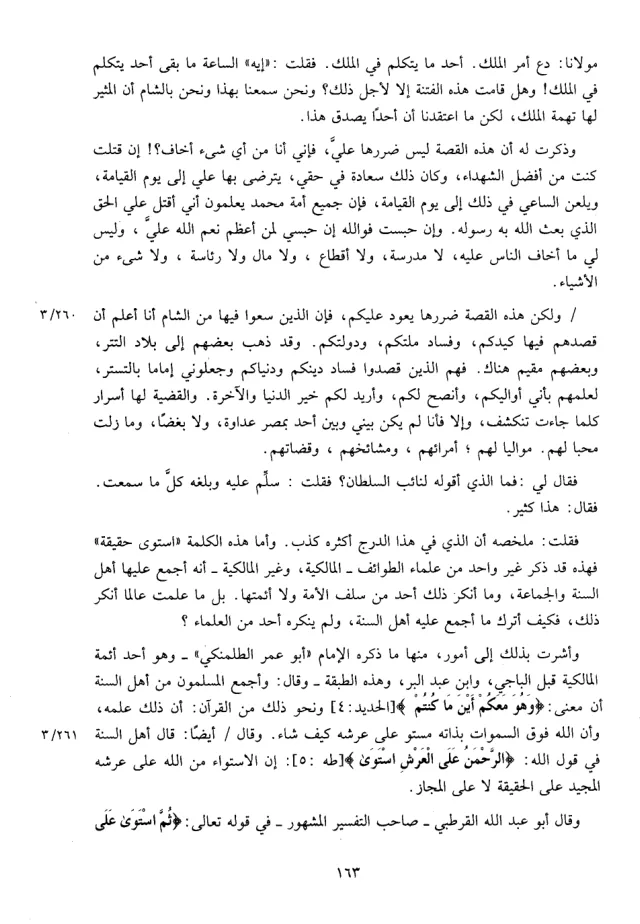 مولانا: دع أمر الملك. أحد ما يتكلم في الملك. فقلت :«إيه» الساعة ما بقى أحد يتكلم
في الملك! وهل قامت هذه الفتنة إلا لأجل ذلك؟ ونحن سمعنا بهذا ونحن بالشام أن المثير
لها تهمة الملك، لكن ما اعتقدنا أن أحدًا يصدق هذا.
وذكرت له أن هذه القصة ليس ضررها عليَّ، فإني أنا من أي شىء أخاف؟! إن قتلت
كنت من أفضل الشهداء، وكان ذلك سعادة في حقي، يترضى بها علي إلى يوم القيامة،
ويلعن الساعي في ذلك إلى يوم القيامة، فإن جميع أمة محمد يعلمون أني أقتل علي الحق
الذي بعث الله به رسوله. وإن حبست فوالله إن حبسي لمن أعظم نعم الله عليَّ ، وليس
لي ما أخاف الناس عليه، لا مدرسة، ولا أقطاع ، ولا مال ولا رئاسة ، ولا شىء من
الأشياء.
/ ولكن هذه القصة ضررها يعود عليكم، فإن الذين سعوا فيها من الشام أنا أعلم أن ٣/٢٦٠
قصدهم فيها كيدكم، وفساد ملتكم، ودولتكم. وقد ذهب بعضهم إلى بلاد التتر،
وبعضهم مقيم هناك. فهم الذين قصدوا فساد دينكم ودنياكم وجعلوني إماما بالتستر،
لعلمهم بأني أواليكم، وأنصح لكم، وأريد لكم خير الدنيا والآخرة. والقضية لها أسرار
كلما جاءت تنكشف، وإلا فأنا لم يكن بيني وبين أحد بمصر عداوة، ولا بغضًا، وما زلت
محبا لهم. مواليا لهم ؛ أمرائهم ، ومشائخهم ، وقضاتهم.
فقال لي :فما الذي أقوله لنائب السلطان؟ فقلت : سلِّم عليه وبلغه كلَّ ما سمعت.
فقال: هذا كثير.
فقلت: ملخصه أن الذي في هذا الدرج أكثره كذب. وأما هذه الكلمة «استوى حقيقة»
فهذه قد ذكر غير واحد من علماء الطوائف ــ المالكية، وغير المالكية ــ أنه أجمع عليها أهل
السنة والجماعة، وما أنكر ذلك أحد من سلف الأمة ولا أئمتها. بل ما علمت عالما أنكر
ذلك، فكيف أترك ما أجمع عليه أهل السنة، ولم ينكره أحد من العلماء ؟
وأشرت بذلك إلى أمور، منها ما ذكره الإمام «أبو عمر الطلمنكي» ــ وهو أحد أئمة
المالكية قبل الباجي، وابن عبد البر، وهذه الطبقة ــ وقال: وأجمع المسلمون من أهل السنة
أن معنى: ﴿وَهُوَ مَعَكُمْ أَيْنَ مَا كُنتُمْ ﴾[الحديد:٤] ونحو ذلك من القرآن: أن ذلك علمه،
وأن الله فوق السموات بذاته مستو على عرشه كيف شاء. وقال / أيضًا: قال أهل السنة ٣/٢٦١
في قول الله: ﴿الرَّحْمَنُ عَلَى الْعَرْشِ اسْتَوَىٰ ﴾[طه :٥]: إن الاستواء من الله على عرشه
المجيد على الحقيقة لا على المجاز.
وقال أبو عبد الله القرطبي ــ صاحب التفسير المشهور ــ في قوله تعالى: ﴿ثُمَّ اسْتَوَىٰ عَلَى
١٦٣